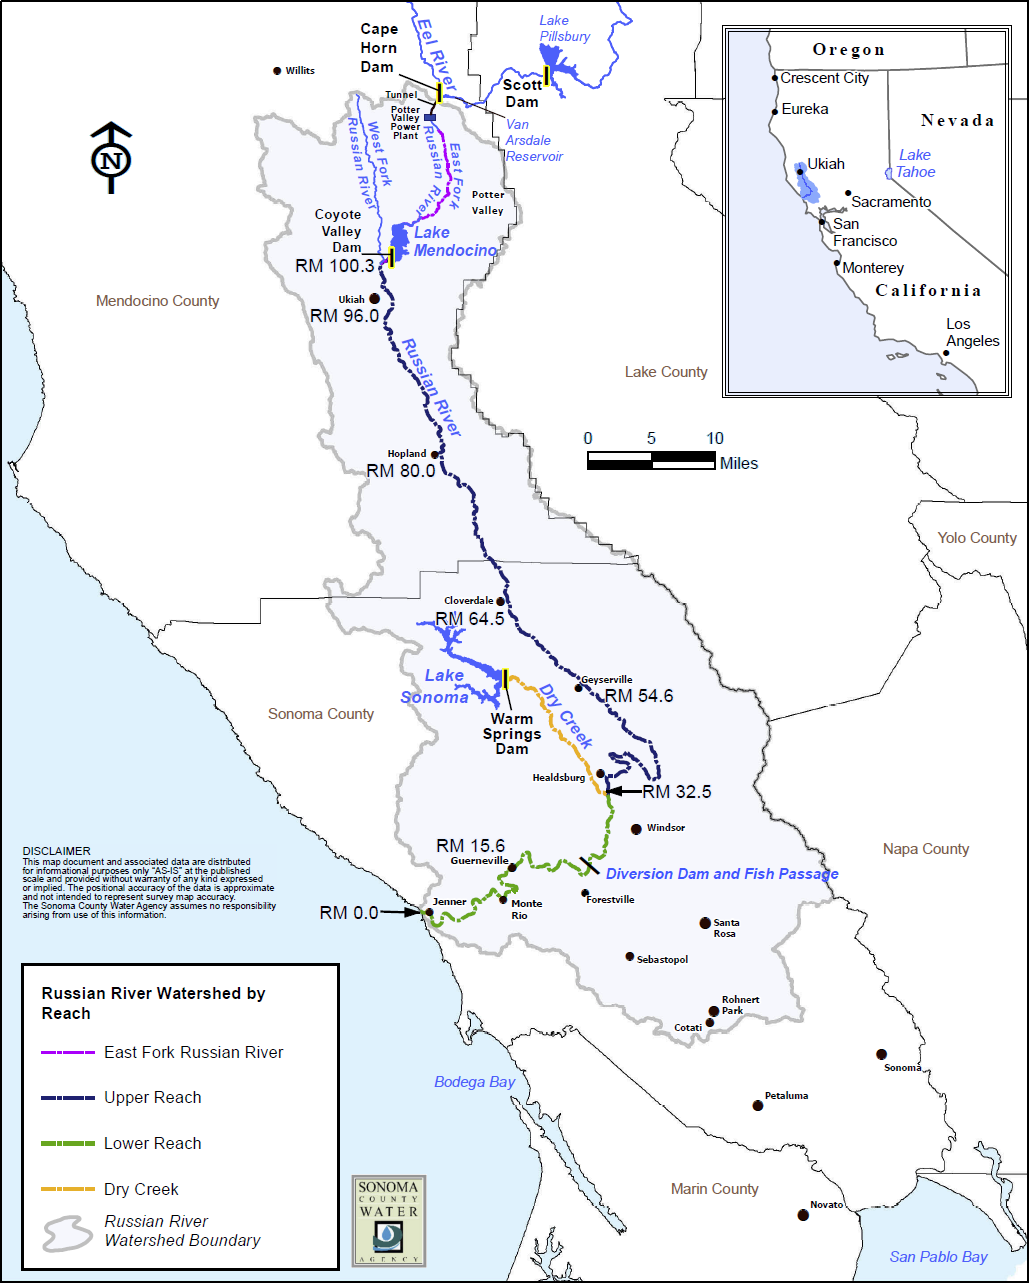 Cape
Horn
Dam
Eel River
Lake
Pillsbury
Willits
Tunnel
Scott
Dam
Potter
Valley
Power
Plant
Van
Arsdale
Reservoir
West Fork
Russian River
East Fork
Russian River
Potter
Valley
N
Coyote
Valley
Dam
Lake
Mendocino
RM 100.3
Mendocino County
Ukiah
RM 96.0
Russian River
Lake County
Oregon
Crescent City
Eureka
Nevada
Lake
Tahoe
Ukiah
Sacramento
San
Francisco
Monterey
California
Los
Angeles
0 5 10
Miles
Hopland
RM 80.0
Yolo County
Cloverdale
RM 64.5
Lake
Sonoma
Geyserville
RM 54.6
Dry Creek
Sonoma County
Warm
Springs
Dam
Healdsburg
RM 32.5
Windsor
RM 15.6
Guerneville
Napa County
Diversion Dam and Fish Passage
Forestville
Monte
Rio
Jenner
RM 0.0
Santa
Rosa
Sebastopol
Rohnert
Park
Cotati
Sonoma
Petaluma
Bodega Bay
Marin County
Novato
San Pablo Bay
DISCLAIMER
This map document and associated data are distributed
for informational purposes only "AS-IS" at the published
scale and provided without warranty of any kind expressed
or implied. The positional accuracy of the data is approximate
and not intended to represent survey map accuracy.
The Sonoma County Water Agency assumes no responsibility
arising from use of this information.
Russian River Watershed by
Reach
East Fork Russian River
Upper Reach
Lower Reach
Dry Creek
Russian River
Watershed Boundary
SONOMA
COUNTY
WATER
AGENCY